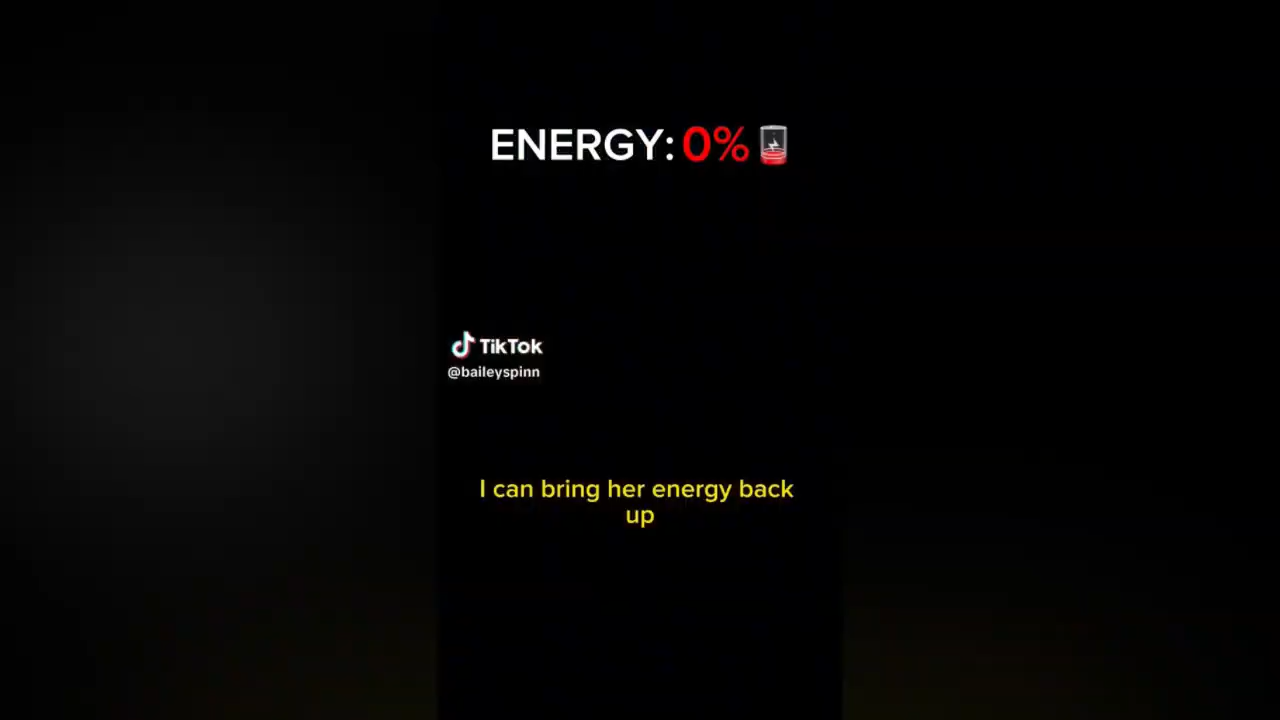 ENERGY: 0% 🪫
TikTok
@baileyspinn
I can bring her energy back
up